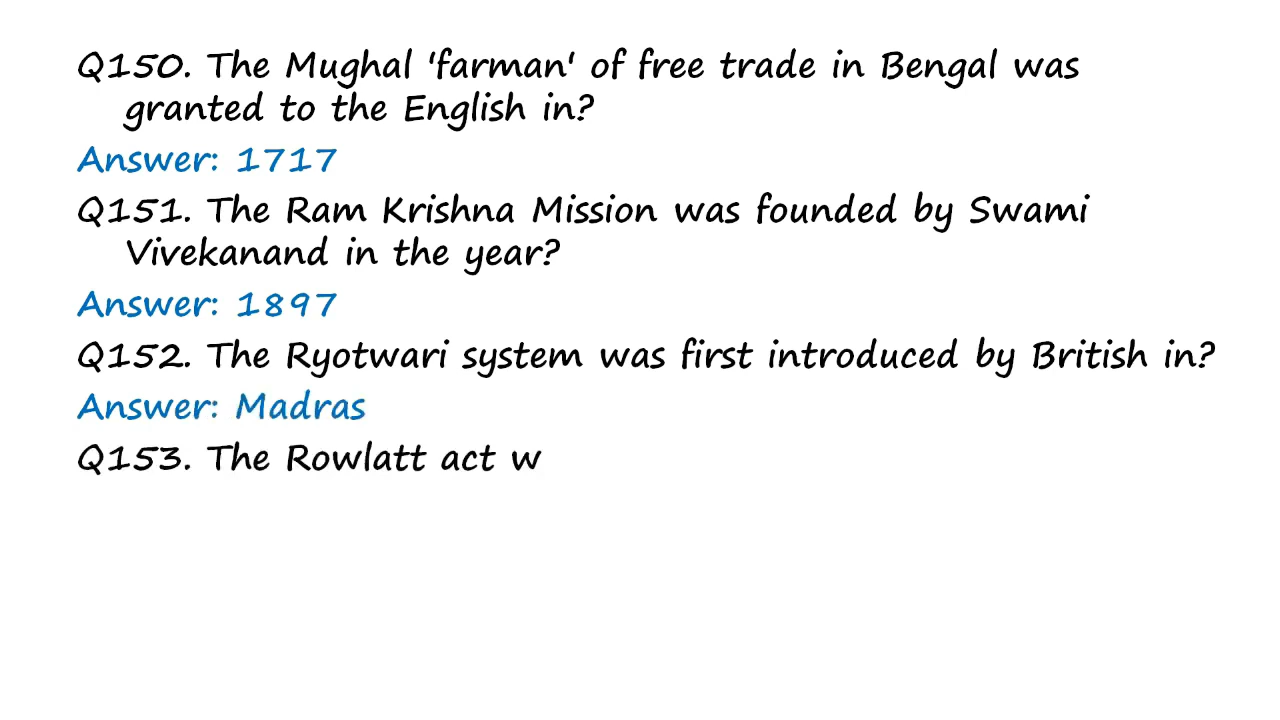 Q150. The Mughal 'farman' of free trade in Bengal was
granted to the English in?
Answer: 1717
Q151. The Ram Krishna Mission was founded by Swami
Vivekanand in the year?
Answer: 1897
Q152. The Ryotwari system was first introduced by British in?
Answer: Madras
Q153. The Rowlatt act w